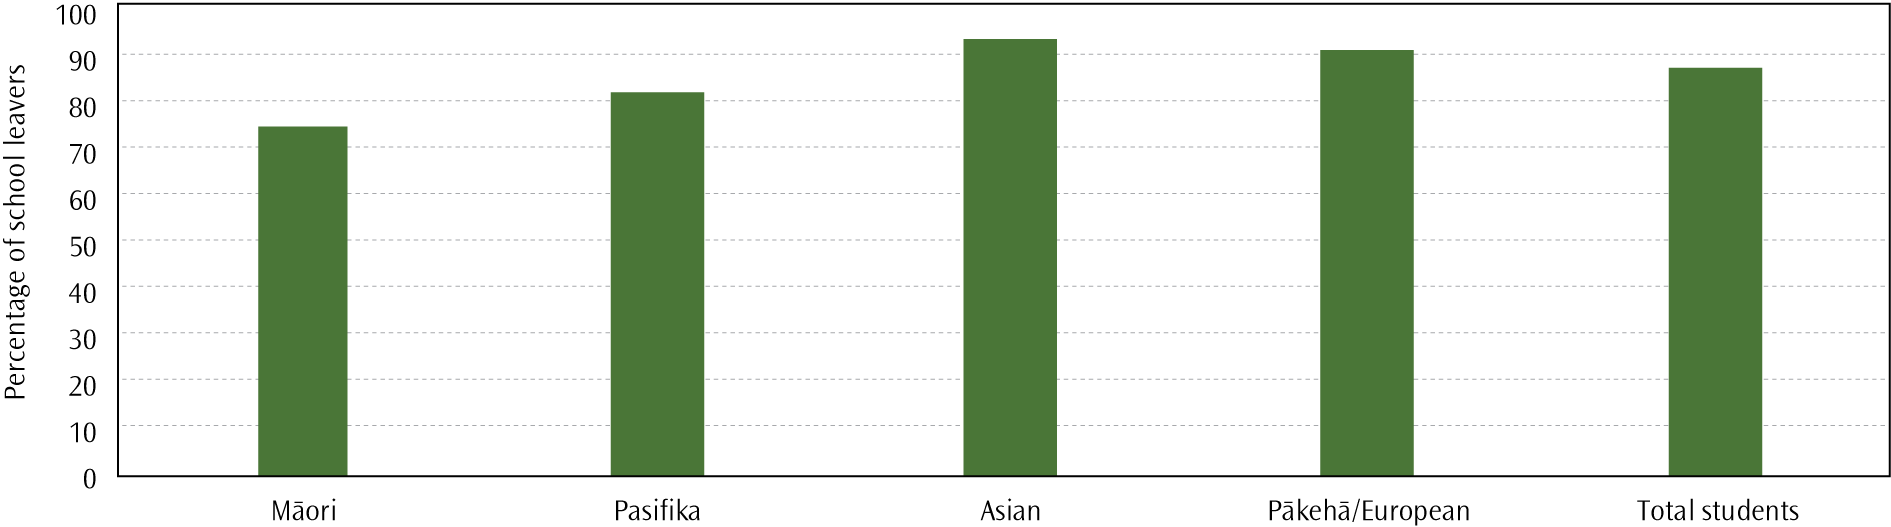 Percentage of school leavers
100
90
80
70
60
50
40
30
20
10
0
Māori
Pasifika
Asian
Pākehā/European
Total students